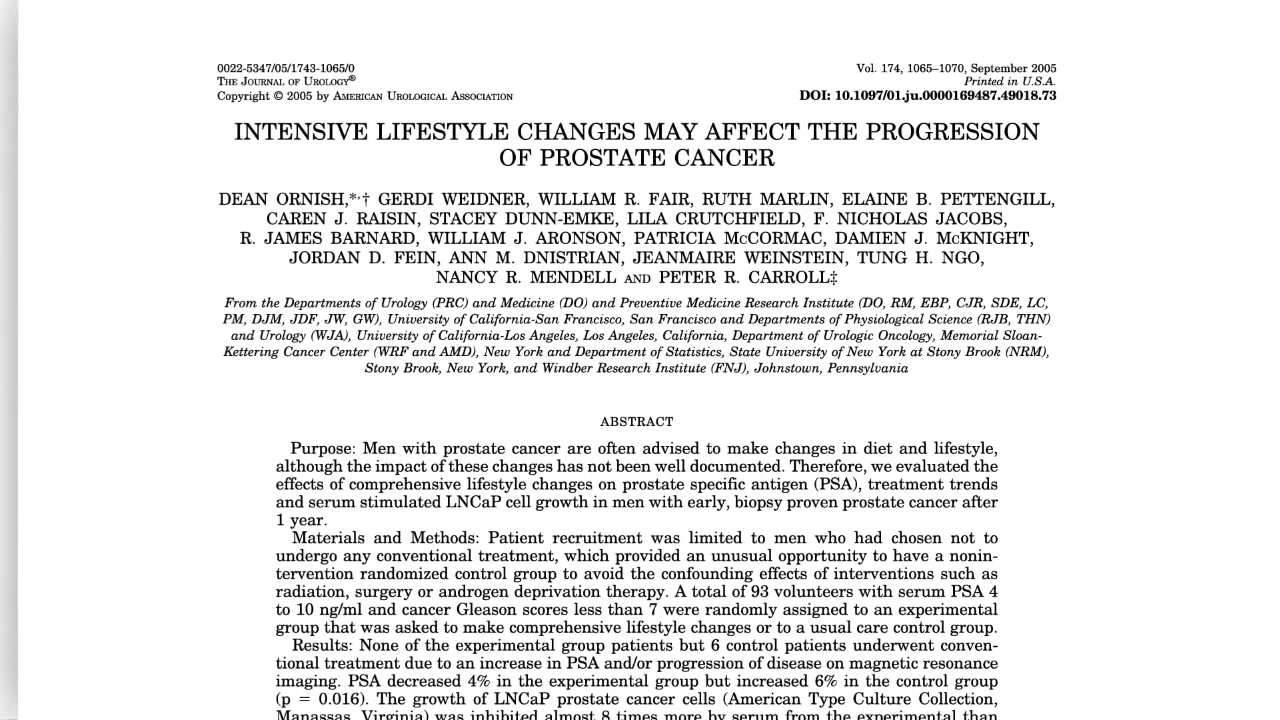 0022-5347/05/1743-1065/0
THE JOURNAL OF UROLOGY®
Copyright © 2005 by AMERICAN UROLOGICAL ASSOCIATION
Vol. 174, 1065–1070, September 2005
Printed in U.S.A.
DOI: 10.1097/01.ju.0000169487.49018.73
INTENSIVE LIFESTYLE CHANGES MAY AFFECT THE PROGRESSION
OF PROSTATE CANCER
DEAN ORNISH,*,† GERDI WEIDNER, WILLIAM R. FAIR, RUTH MARLIN, ELAINE B. PETTENGILL,
CAREN J. RAISIN, STACEY DUNN-EMKE, LILA CRUTCHFIELD, F. NICHOLAS JACOBS,
R. JAMES BARNARD, WILLIAM J. ARONSON, PATRICIA McCORMAC, DAMIEN J. McKNIGHT,
JORDAN D. FEIN, ANN M. DNISTRIAN, JEANMAIRE WEINSTEIN, TUNG H. NGO,
NANCY R. MENDELL AND PETER R. CARROLL‡
From the Departments of Urology (PRC) and Medicine (DO) and Preventive Medicine Research Institute (DO, RM, EBP, CJR, SDE, LC,
PM, DJM, JDF, JW, GW), University of California-San Francisco, San Francisco and Departments of Physiological Science (RJB, THN)
and Urology (WJA), University of California-Los Angeles, Los Angeles, California, Department of Urologic Oncology, Memorial Sloan-
Kettering Cancer Center (WRF and AMD), New York and Department of Statistics, State University of New York at Stony Brook (NRM),
Stony Brook, New York, and Windber Research Institute (FNJ), Johnstown, Pennsylvania
ABSTRACT
Purpose: Men with prostate cancer are often advised to make changes in diet and lifestyle,
although the impact of these changes has not been well documented. Therefore, we evaluated the
effects of comprehensive lifestyle changes on prostate specific antigen (PSA), treatment trends
and serum stimulated LNCaP cell growth in men with early, biopsy proven prostate cancer after
1 year.
Materials and Methods: Patient recruitment was limited to men who had chosen not to
undergo any conventional treatment, which provided an unusual opportunity to have a nonin-
tervention randomized control group to avoid the confounding effects of interventions such as
radiation, surgery or androgen deprivation therapy. A total of 93 volunteers with serum PSA 4
to 10 ng/ml and cancer Gleason scores less than 7 were randomly assigned to an experimental
group that was asked to make comprehensive lifestyle changes or to a usual care control group.
Results: None of the experimental group patients but 6 control patients underwent conven-
tional treatment due to an increase in PSA and/or progression of disease on magnetic resonance
imaging. PSA decreased 4% in the experimental group but increased 6% in the control group
(p = 0.016). The growth of LNCaP prostate cancer cells (American Type Culture Collection,
Manassas, Virginia) was inhibited almost 8 times more by serum from the experimental than